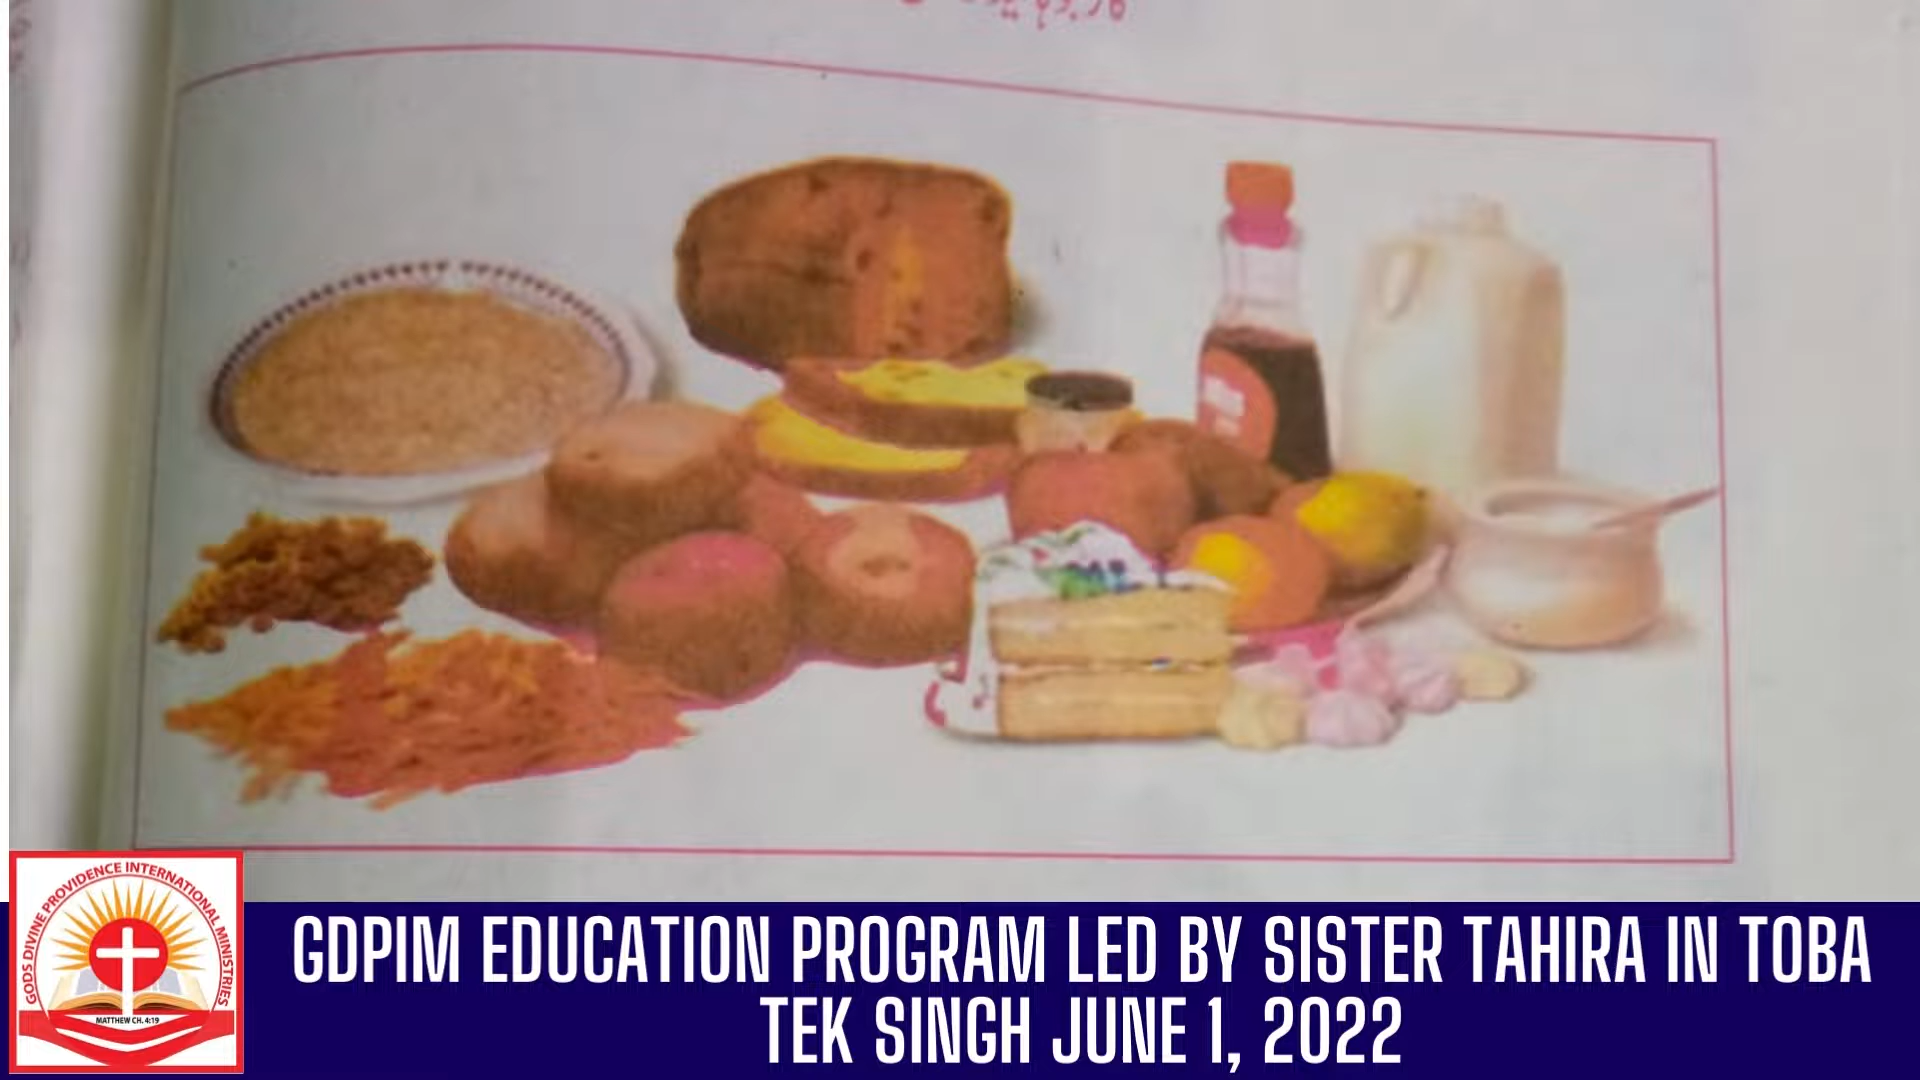 GODS DIVINE PROVIDENCE INTERNATIONAL MINISTRIES
MATTHEW CH. 4:19
GDPIM EDUCATION PROGRAM LED BY SISTER TAHIRA IN TOBA
TEK SINGH JUNE 1, 2022